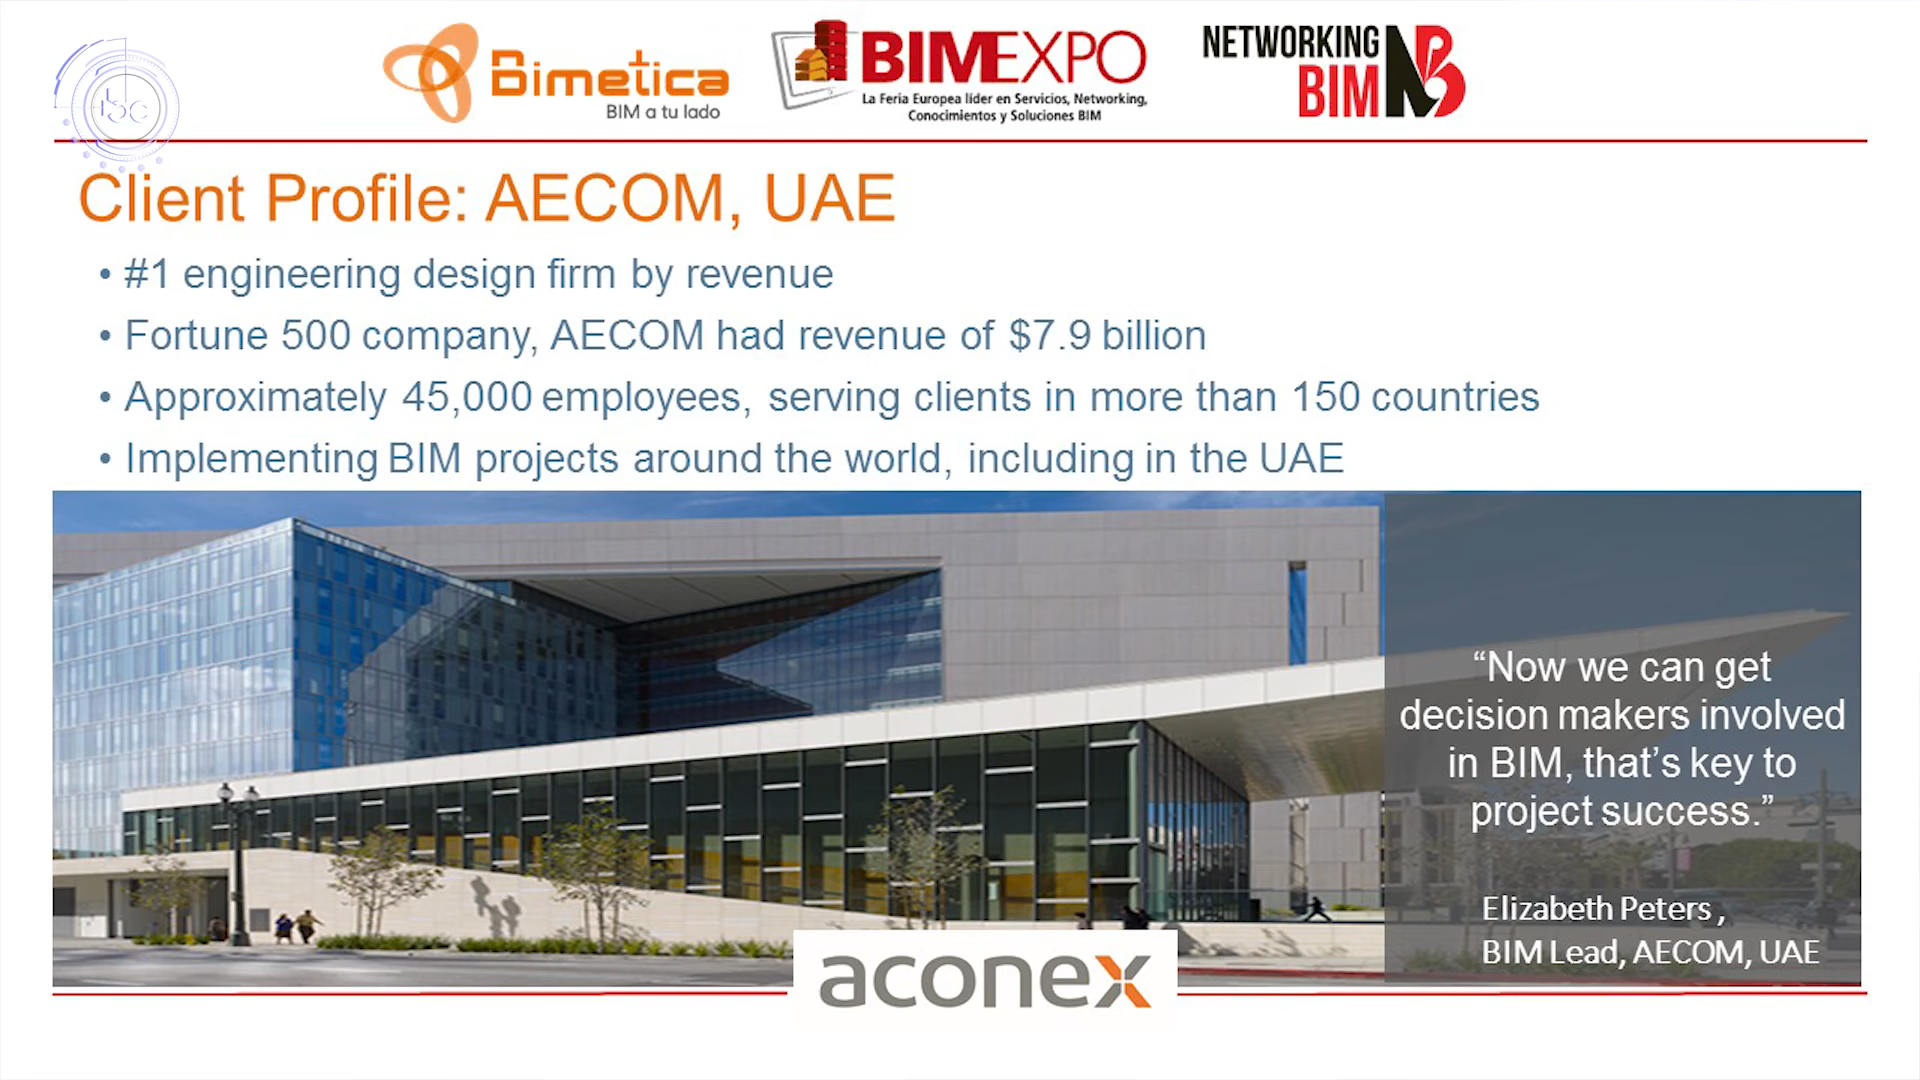 Bimetica
BIM a tu lado
BIMEXPO
La Feria Europea líder en Servicios, Networking,
Conocimientos y Soluciones BIM
NETWORKING
BIM
Client Profile: AECOM, UAE
• #1 engineering design firm by revenue
• Fortune 500 company, AECOM had revenue of $7.9 billion
• Approximately 45,000 employees, serving clients in more than 150 countries
• Implementing BIM projects around the world, including in the UAE
“Now we can get
decision makers involved
in BIM, that’s key to
project success.”
Elizabeth Peters ,
BIM Lead, AECOM, UAE
aconex